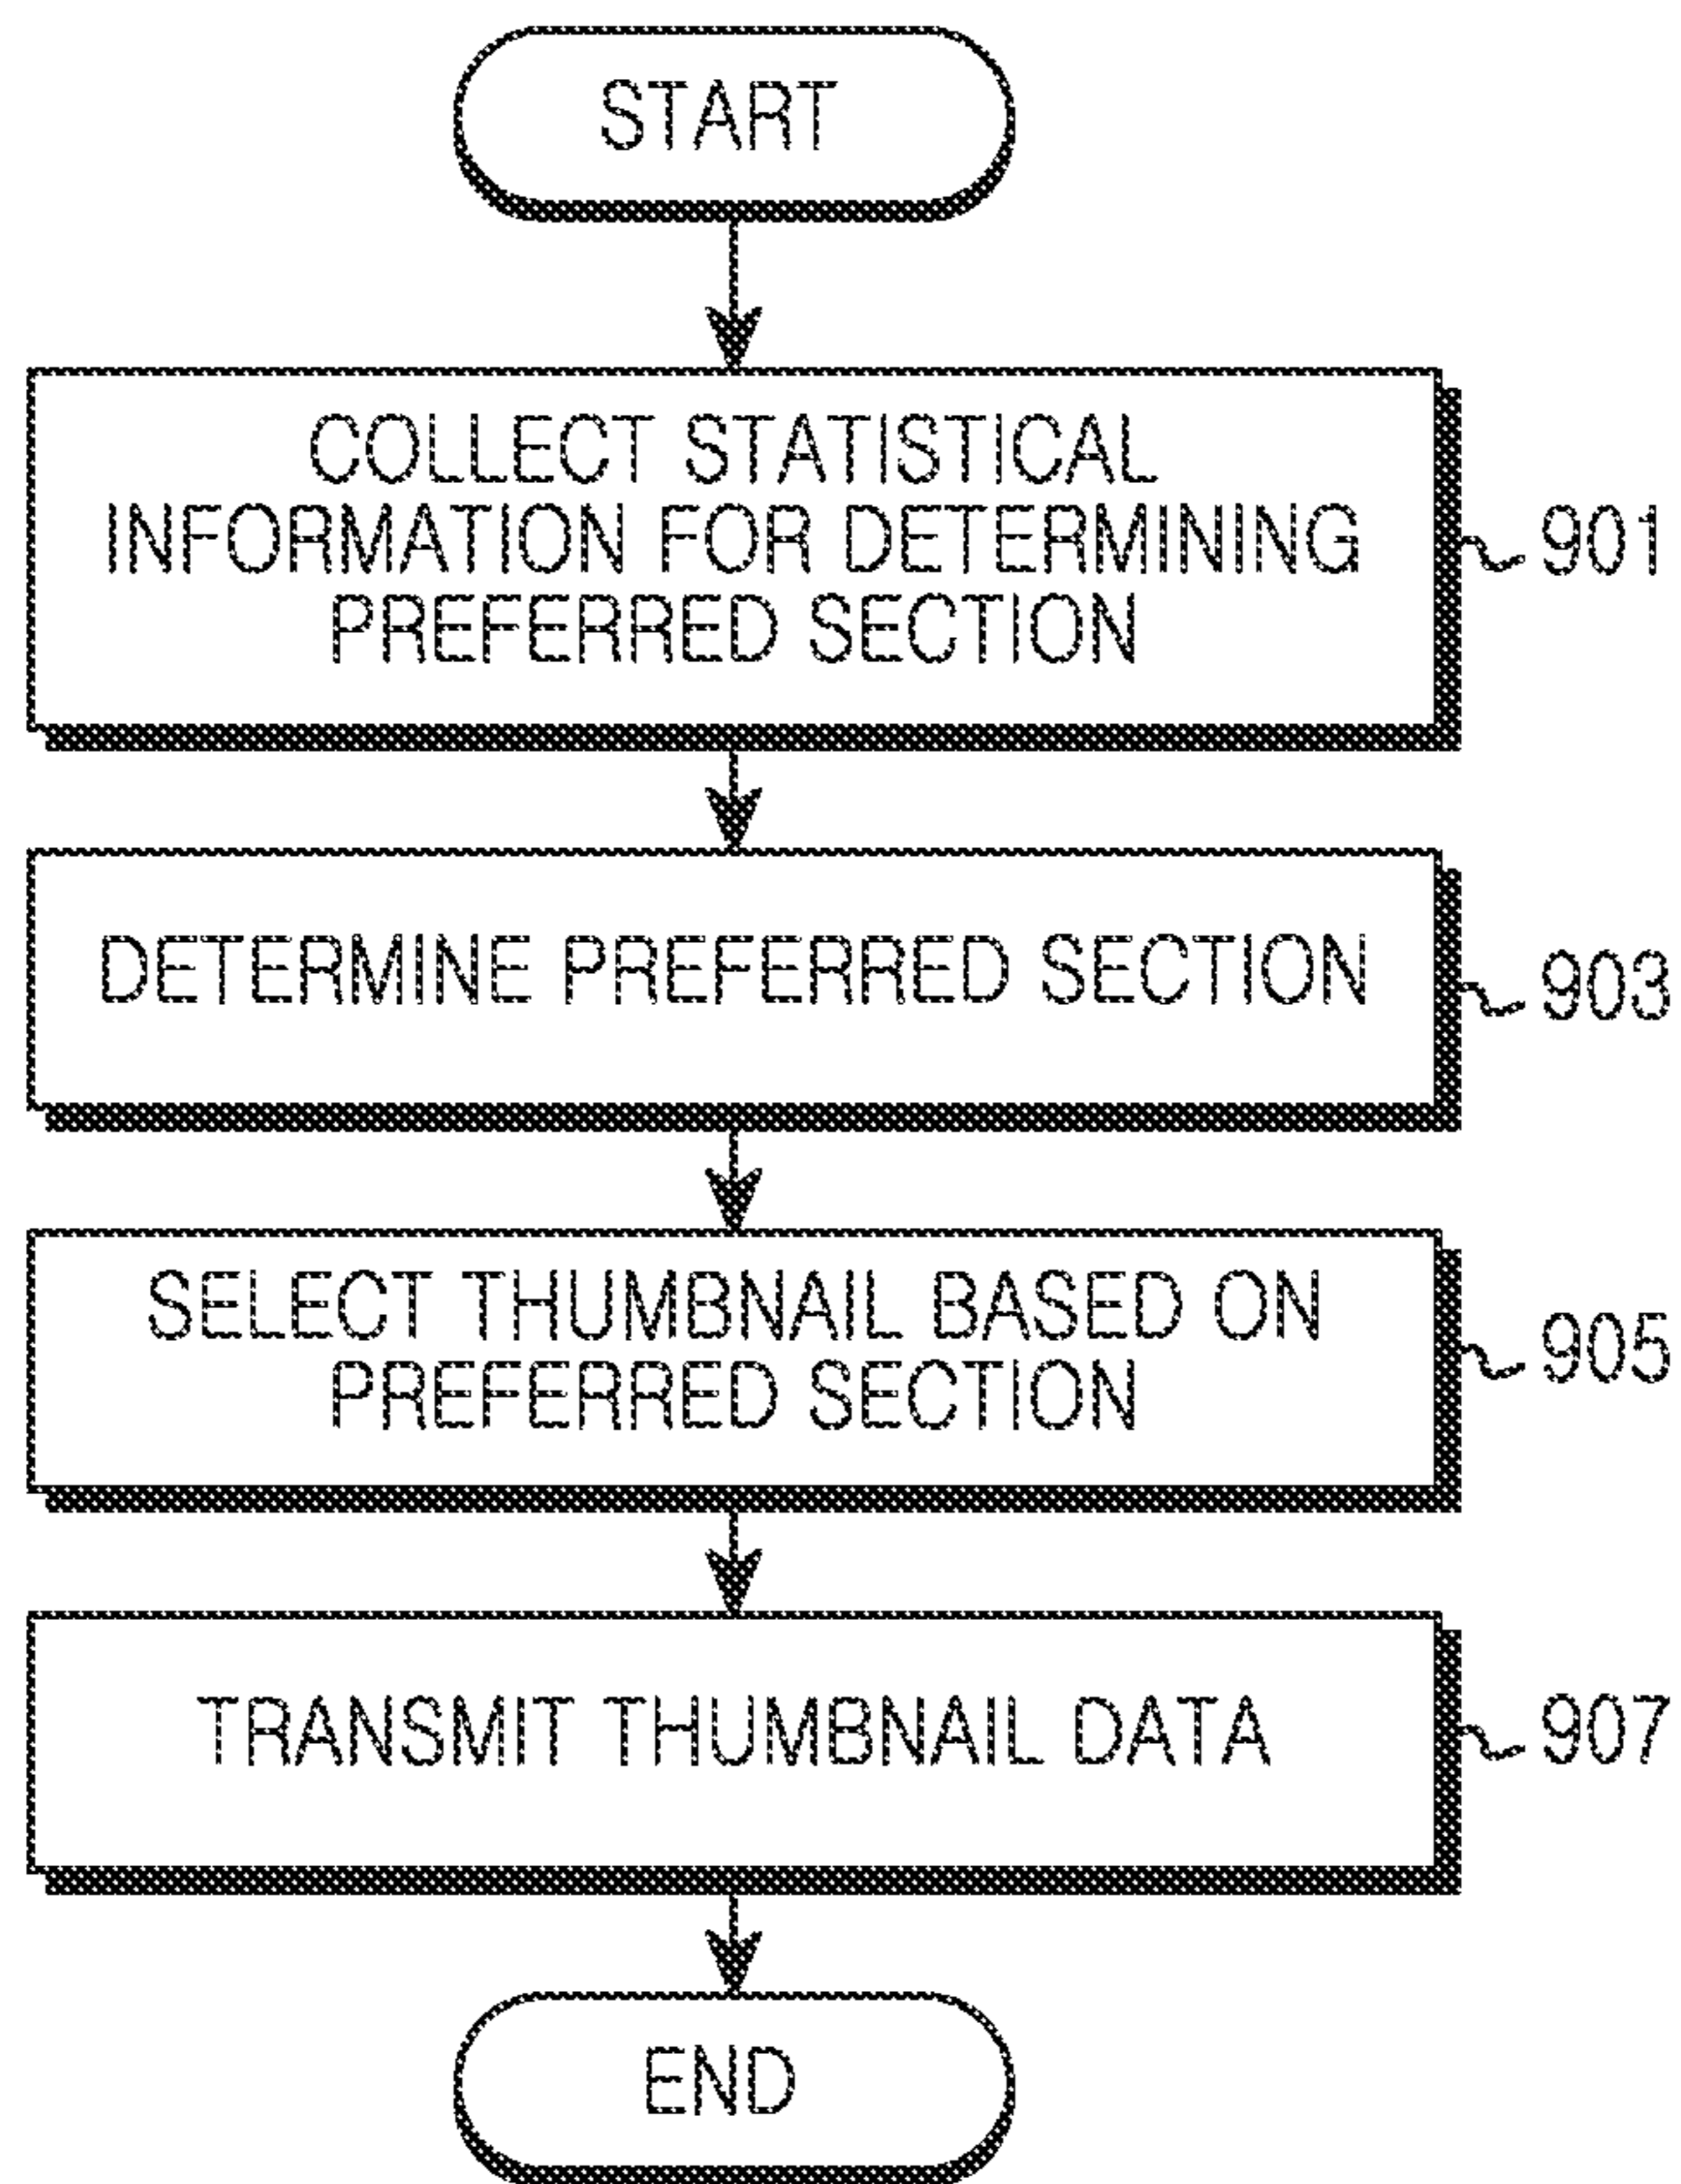 START
COLLECT STATISTICAL
INFORMATION FOR DETERMINING
PREFERRED SECTION
901
DETERMINE PREFERRED SECTION
903
SELECT THUMBNAIL BASED ON
PREFERRED SECTION
905
TRANSMIT THUMBNAIL DATA
907
END